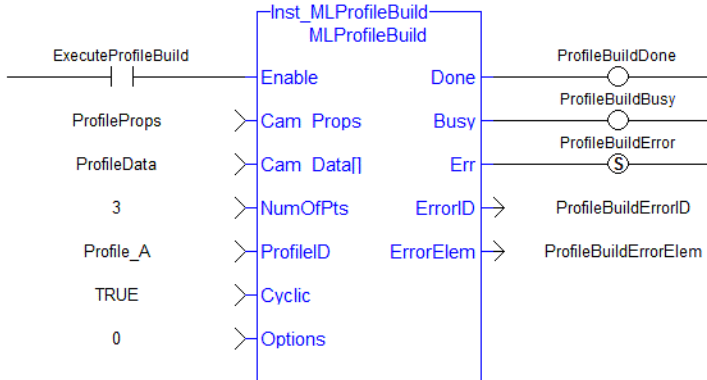 Inst_MLProfileBuild
MLProfileBuild
ExecuteProfileBuild Enable Done ProfileBuildDone
ProfileProps Cam_Props Busy ProfileBuildBusy
ProfileData Cam_Data[] Err ProfileBuildError
S
3 NumOfPts ErrorID ProfileBuildErrorID
Profile_A ProfileID ErrorElem ProfileBuildErrorElem
TRUE Cyclic
0 Options